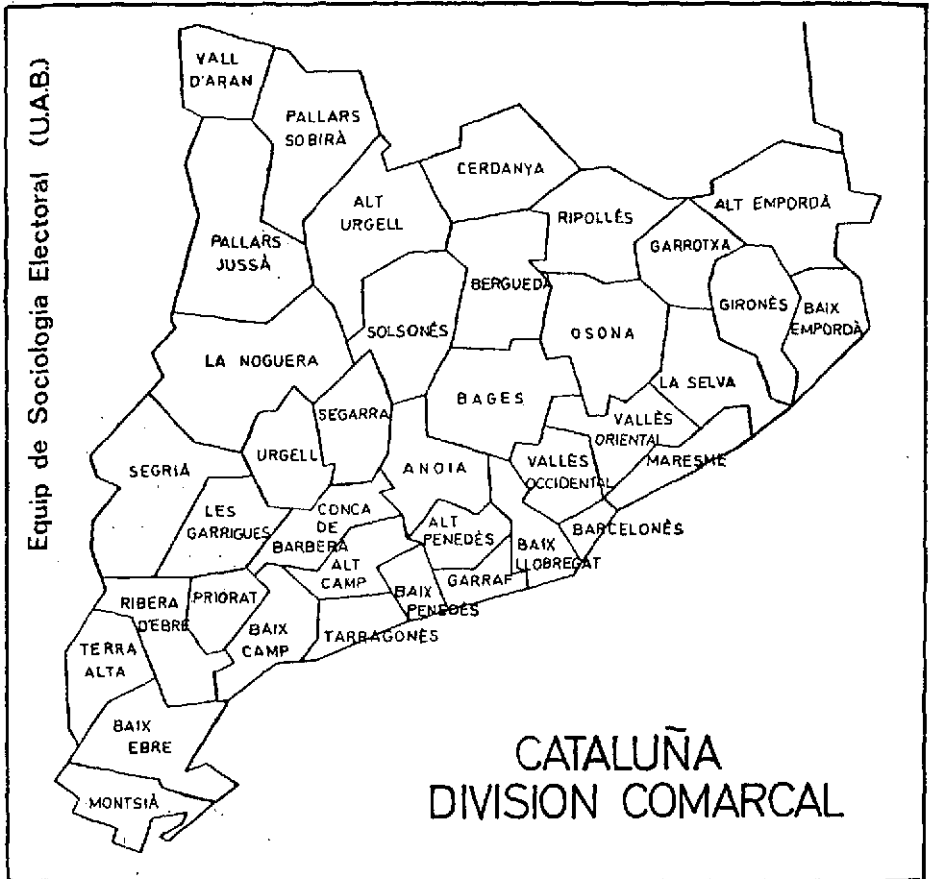 Equip de Sociologia Electoral (U.A.B.)
VALL
D'ARAN
PALLARS
SOBIRÀ
CERDANYA
ALT
URGELL
RIPOLLÉS
ALT EMPORDÀ
GARROTXA
PALLARS
JUSSÀ
BERGUEDÀ
GIRONÈS
BAIX
EMPORDÀ
SOLSONÉS
OSONA
LA NOGUERA
LA SELVA
BAGES
SEGARRA
VALLÈS
ORIENTAL
URGELL
MARESME
SEGRIÀ
ANOIA
VALLÈS
OCCIDENTAL
LES
GARRIGUES
CONCA
DE
BARBERÀ
ALT
PENEDÈS
BARCELONÈS
BAIX
LLOBREGAT
ALT
CAMP
GARRAF
RIBERA
D'EBRE
PRIORAT
BAIX
PENEDÈS
BAIX
CAMP
TARRAGONÈS
TERRA
ALTA
BAIX
EBRE
MONTSIÀ
CATALUÑA
DIVISION COMARCAL